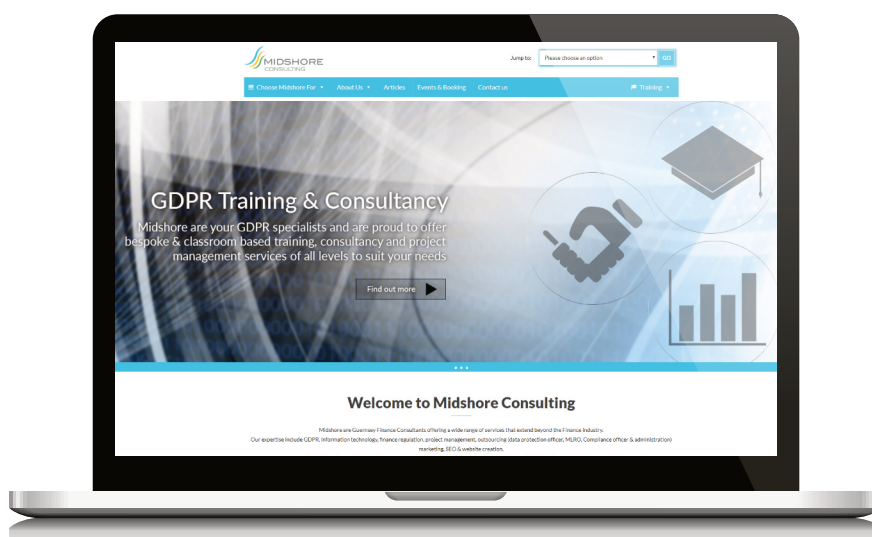 MIDSHORE
CONSULTING
Jump to: Please choose an option GO
Choose Midshore For About Us Articles Events & Booking Contact us Training
GDPR Training & Consultancy
Midshore are your GDPR specialists and are proud to offer
bespoke & classroom based training, consultancy and project
management services of all levels to suit your needs
Find out more
Welcome to Midshore Consulting
Midshore are Guernsey Finance Consultants offering a wide range of services that extend beyond the Finance Industry.
Our expertise include GDPR, information technology, finance regulation, project management, outsourcing (data protection officer, MLRO, Compliance officer & administration)
marketing, SEO & website creation.